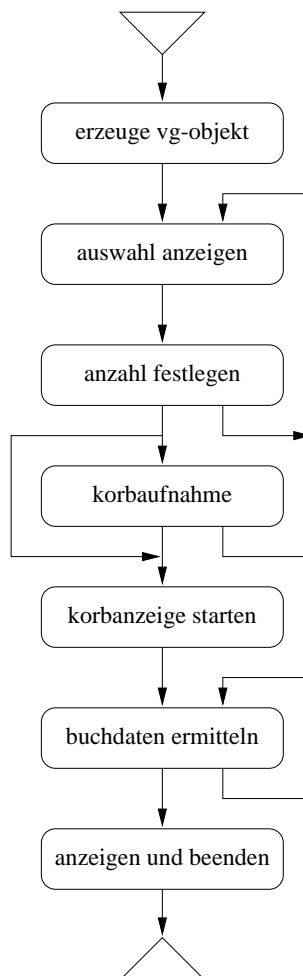 erzeuge vg-objekt
auswahl anzeigen
anzahl festlegen
korbaufnahme
korbanzeige starten
buchdaten ermitteln
anzeigen und beenden